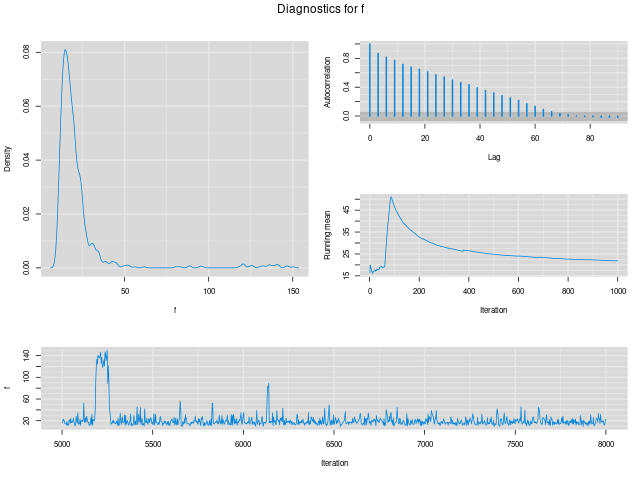 Diagnostics for f
Density
0.00 0.02 0.04 0.06 0.08
50 100 150
f
Autocorrelation
0.0 0.4 0.8
0 20 40 60 80
Lag
Running mean
15 25 35 45
0 200 400 600 800 1000
Iteration
f
20 60 100 140
5000 5500 6000 6500 7000 7500 8000
Iteration